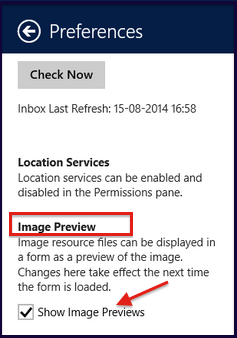 Preferences
Check Now
Inbox Last Refresh: 15-08-2014 16:58
Location Services
Location services can be enabled and
disabled in the Permissions pane.
Image Preview
Image resource files can be displayed in
a form as a preview of the image.
Changes here take effect the next time
the form is loaded.
Show Image Previews